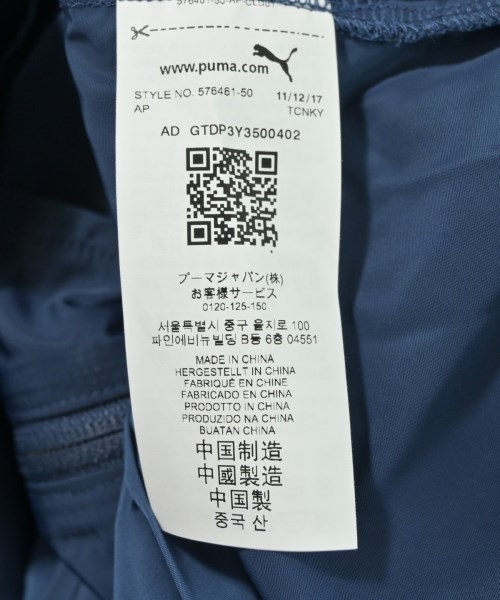 www.puma.com
STYLE NO. 576461-50 11/12/17
AP TCNKY
AD GTDP3Y3500402
プーマジャパン(株)
お客様サービス
0120-125-150
서울특별시 중구 을지로 100
파인에비뉴빌딩 B동 6층 04551
MADE IN CHINA
HERGESTELLT IN CHINA
FABRIQUÉ EN CHINE
FABRICADO EN CHINA
PRODOTTO IN CHINA
PRODUZIDO NA CHINA
BUATAN CHINA
中国制造
中國製造
中国製
중국 산